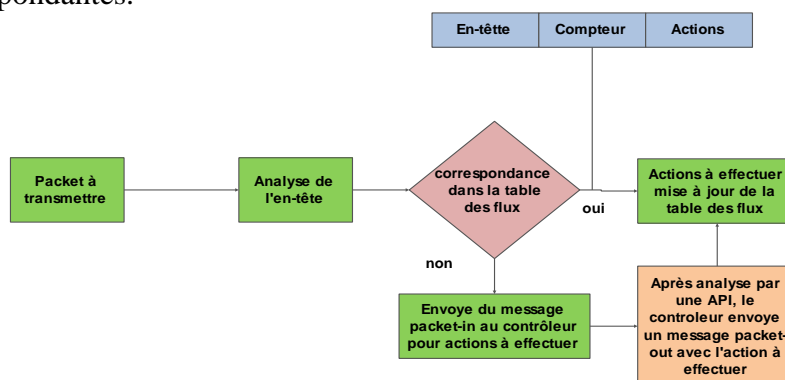 pondantes.
En-têtte Compteur Actions
Packet à
transmettre
Analyse de
l'en-tête
correspondance
dans la table
des flux
oui
Actions à effectuer
mise à jour de la
table des flux
non
Envoye du message
packet-in au contrôleur
pour actions à effectuer
Après analyse par
une API, le
controleur envoye
un message packet-
out avec l'action à
effectuer